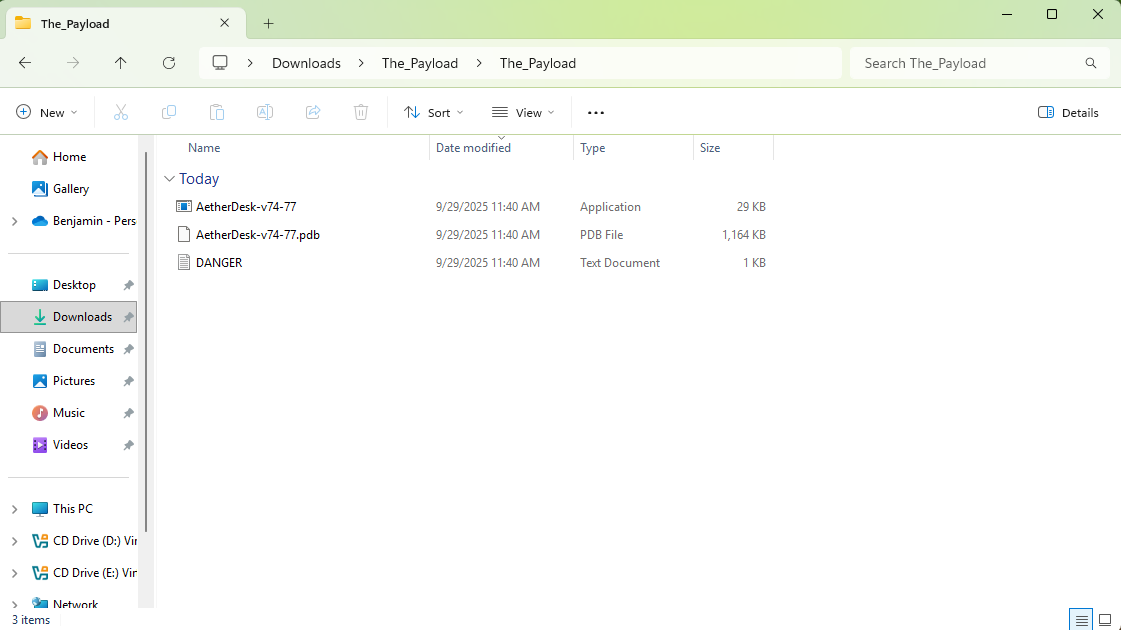 The_Payload
Downloads The_Payload The_Payload
Search The_Payload
New
Sort
View
Details
Name Date modified Type Size
Today
AetherDesk-v74-77 9/29/2025 11:40 AM Application 29 KB
AetherDesk-v74-77.pdb 9/29/2025 11:40 AM PDB File 1,164 KB
DANGER 9/29/2025 11:40 AM Text Document 1 KB
Home
Gallery
Benjamin - Pers
Desktop
Downloads
Documents
Pictures
Music
Videos
This PC
CD Drive (D:) Vir
CD Drive (E:) Vir
Network
3 items